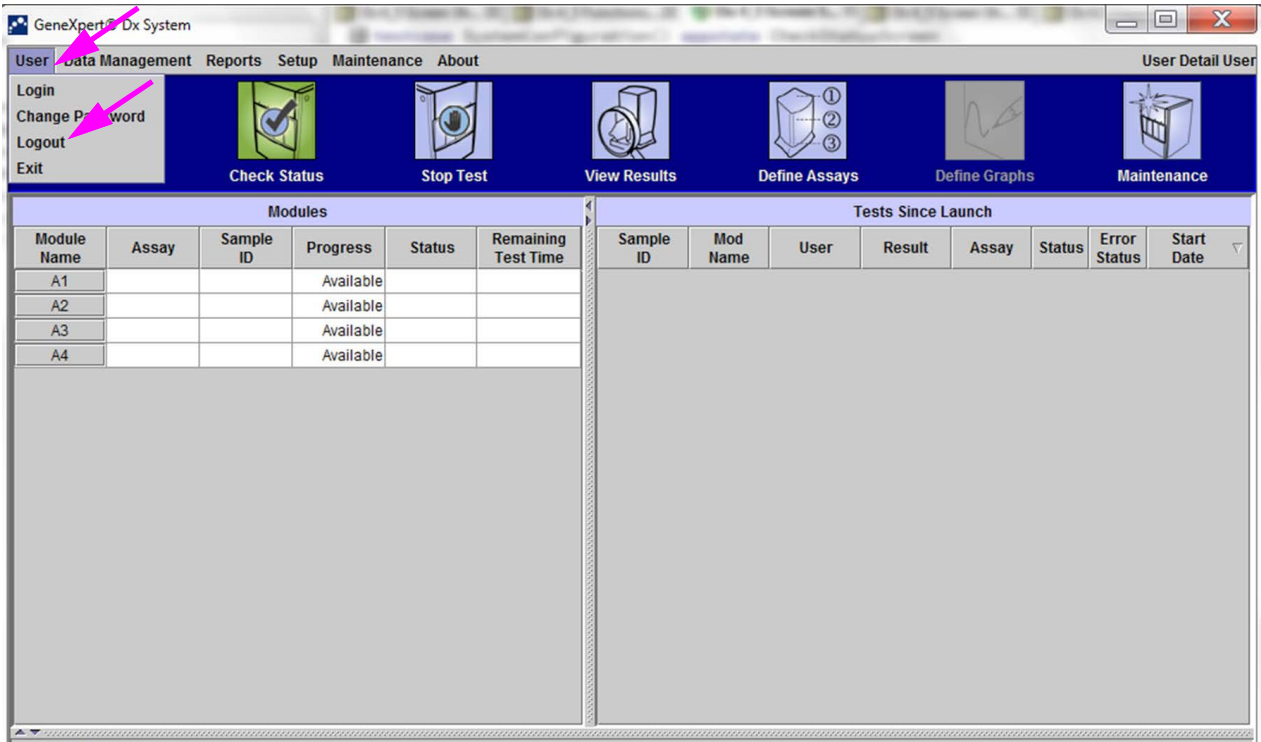 GeneXpert® Dx System
User Data Management Reports Setup Maintenance About User Detail User
Login
Change Password
Logout
Exit
Check Status Stop Test View Results Define Assays Define Graphs Maintenance
1
2
3
Modules
Module Name Assay Sample ID Progress Status Remaining Test Time
A1 Available
A2 Available
A3 Available
A4 Available
Tests Since Launch
Sample ID Mod Name User Result Assay Status Error Status Start Date